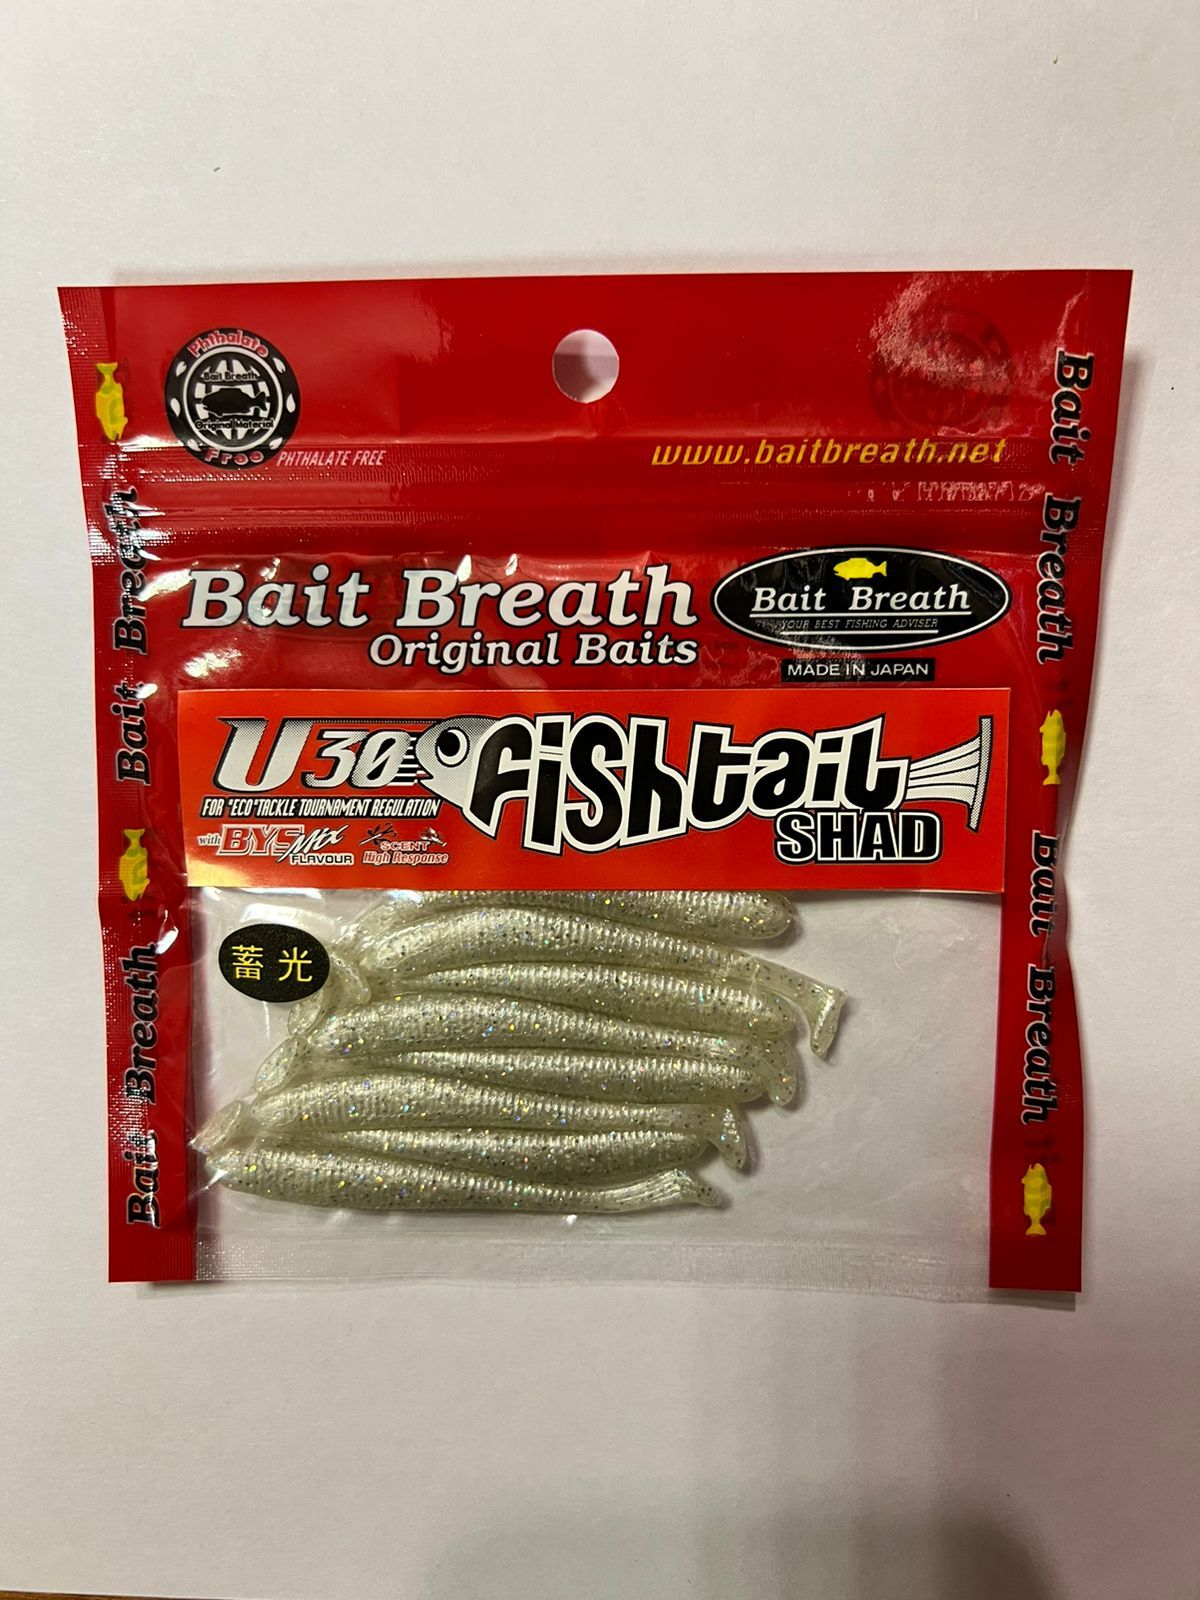 Phthalate
Bait Breath
Original Material
Free
PHTHALATE FREE
www.baitbreath.net
Bait Breath
Original Baits
Bait Breath
YOUR BEST FISHING ADVISER
MADE IN JAPAN
U30
fishtail
SHAD
FOR "ECO" TACKLE TOURNAMENT REGULATION
with BYS Mix
FLAVOUR
SCENT
High Response
蓄光
Bait Breath
Bait Breath
Bait Breath
Bait Breath